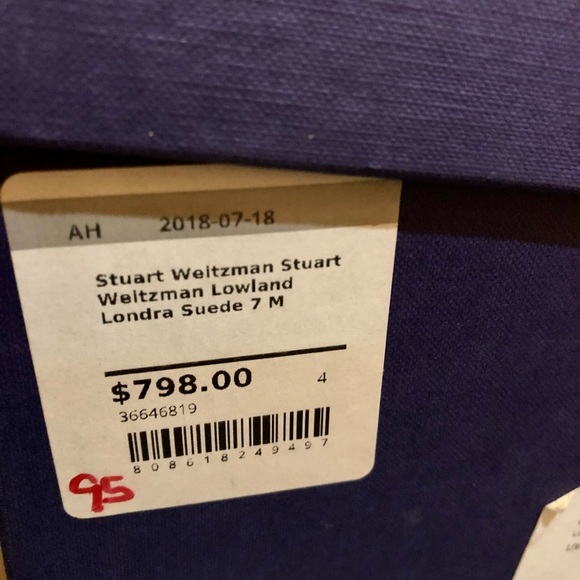 AH 2018-07-18
Stuart Weitzman Stuart
Weitzman Lowland
Londra Suede 7 M
$798.00 4
36646819
808618249497
95